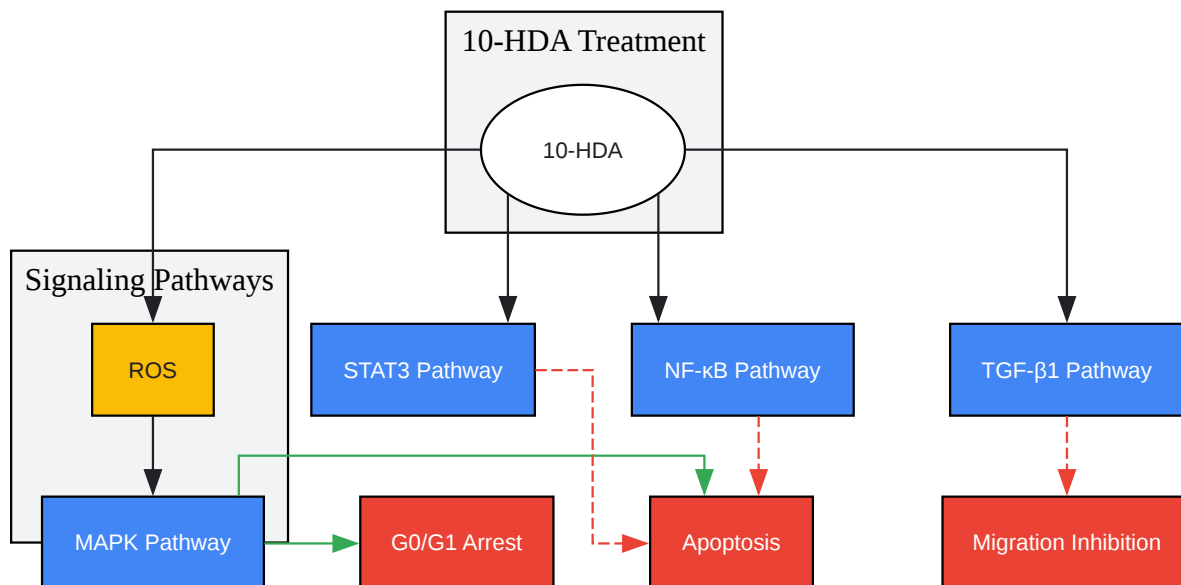 10-HDA Treatment
10-HDA
Signaling Pathways
ROS
STAT3 Pathway
NF-κB Pathway
TGF-β1 Pathway
MAPK Pathway
G0/G1 Arrest
Apoptosis
Migration Inhibition